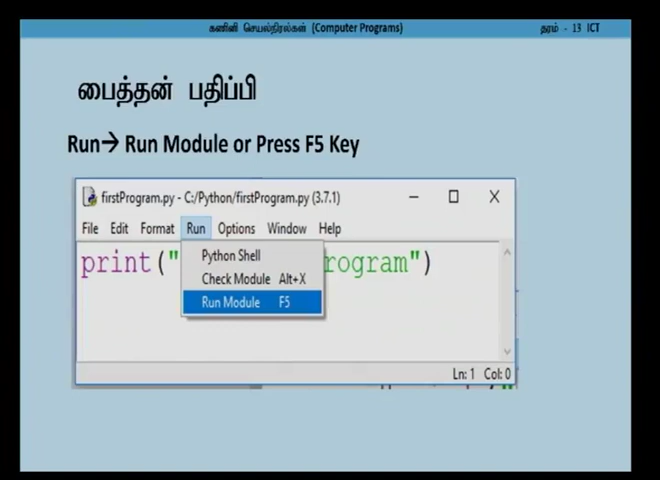 கணினி செயல்நிரல்கள் (Computer Programs)
தரம் - 13 ICT
பைத்தன் பதிப்பி
Run→ Run Module or Press F5 Key
firstProgram.py - C:/Python/firstProgram.py (3.7.1)
File Edit Format Run Options Window Help
Python Shell
print(" rogram")
Check Module Alt+X
Run Module F5
Ln: 1 Col: 0